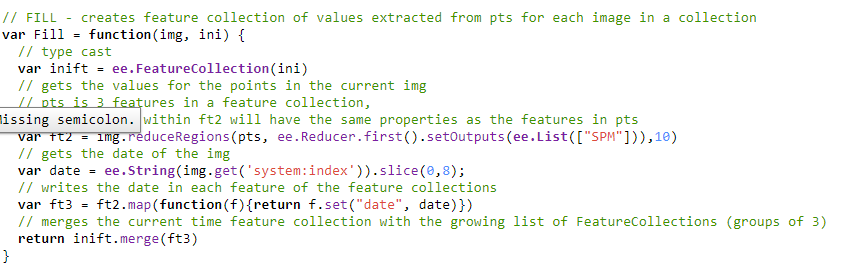 // FILL - creates feature collection of values extracted from pts for each image in a collection
var Fill = function(img, ini) {
// type cast
var inift = ee.FeatureCollection(ini)
// gets the values for the points in the current img
// pts is 3 features in a feature collection,
Missing semicolon. within ft2 will have the same properties as the features in pts
var ft2 = img.reduceRegions(pts, ee.Reducer.first().setOutputs(ee.List(["SPM"])),10)
// gets the date of the img
var date = ee.String(img.get('system:index')).slice(0,8);
// writes the date in each feature of the feature collections
var ft3 = ft2.map(function(f){return f.set("date", date)})
// merges the current time feature collection with the growing list of FeatureCollections (groups of 3)
return inift.merge(ft3)
}